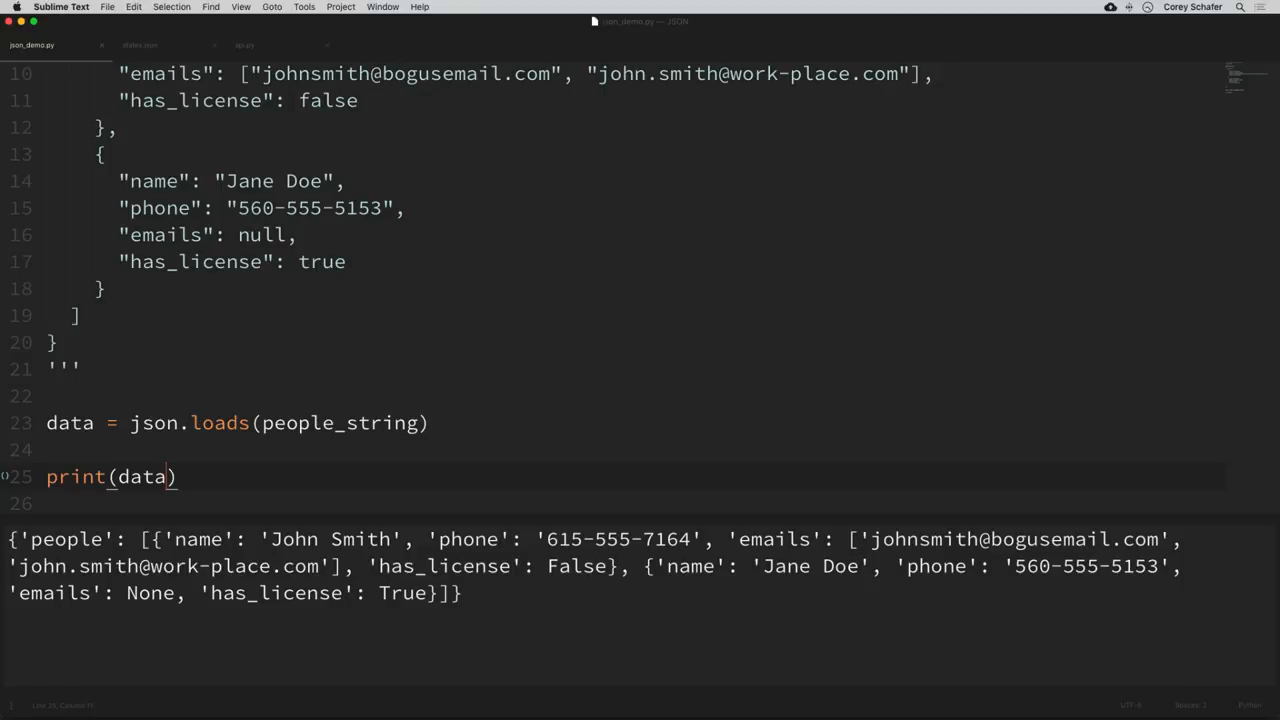 Sublime Text File Edit Selection Find View Goto Tools Project Window Help Corey Schafer
json_demo.py — JSON
json_demo.py states.json api.py
10 "emails": ["johnsmith@bogusemail.com", "john.smith@work-place.com"],
11 "has_license": false
12 },
13 {
14 "name": "Jane Doe",
15 "phone": "560-555-5153",
16 "emails": null,
17 "has_license": true
18 }
19 ]
20 }
21 '''
22
23 data = json.loads(people_string)
24
25 print(data)
26
{'people': [{'name': 'John Smith', 'phone': '615-555-7164', 'emails': ['johnsmith@bogusemail.com',
'john.smith@work-place.com'], 'has_license': False}, {'name': 'Jane Doe', 'phone': '560-555-5153',
'emails': None, 'has_license': True}]}
Line 25, Column 11 UTF-8 Spaces: 2 Python